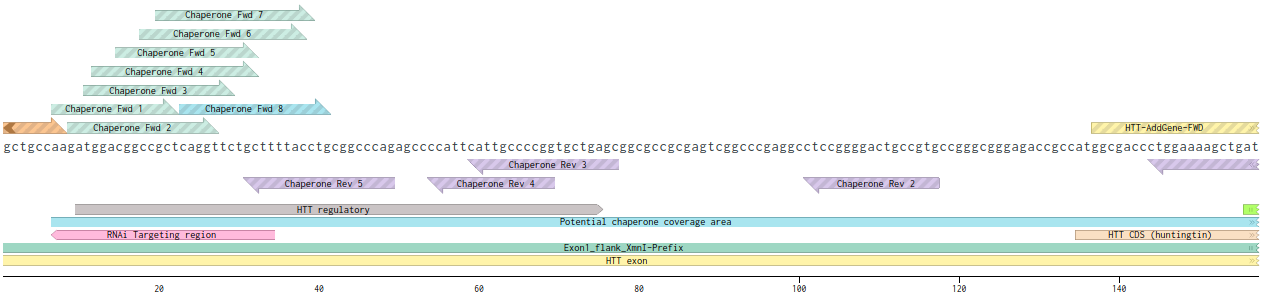 Chaperone Fwd 7
Chaperone Fwd 6
Chaperone Fwd 5
Chaperone Fwd 4
Chaperone Fwd 3
Chaperone Fwd 1 Chaperone Fwd 8
Chaperone Fwd 2 HTT-AddGene-FWD
gctgccaagatggacggccgctcaggttctgcttttacctgcggcccagagccccattcattgccccggtgctgagcggcgccgcgagtcggcccgaggcctccggggactgccgtgccgggcgggagaccgccatggcgaccctggaaaagctgat
Chaperone Rev 3
Chaperone Rev 5 Chaperone Rev 4 Chaperone Rev 2
HTT regulatory
Potential chaperone coverage area
RNAi Targeting region HTT CDS (huntingtin)
Exon1_flank_XmnI-Prefix
HTT exon
20 40 60 80 100 120 140